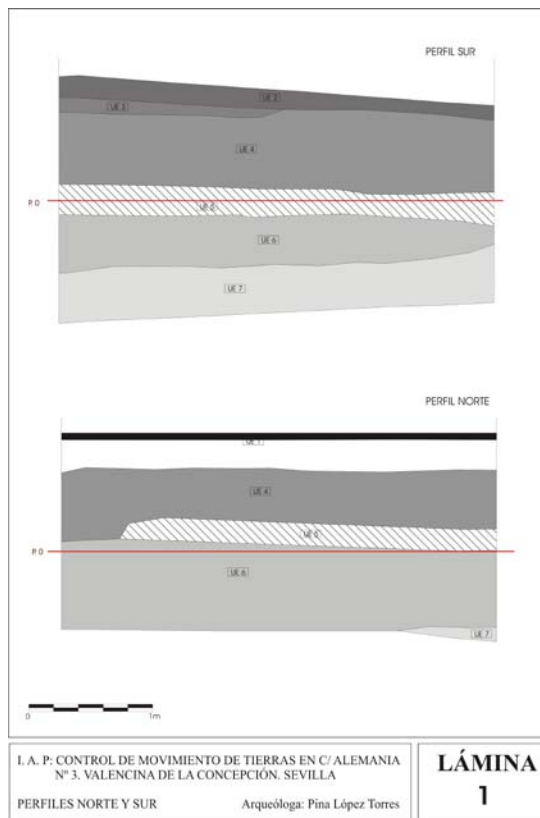 PERFIL SUR
UE 2
UE 3
UE 4
P. 0
UE 5
UE 6
UE 7
PERFIL NORTE
UE 1
UE 4
UE 5
P. 0
UE 6
UE 7
0 1m
I. A. P: CONTROL DE MOVIMIENTO DE TIERRAS EN C/ ALEMANIA
Nº 3. VALENCINA DE LA CONCEPCIÓN. SEVILLA
PERFILES NORTE Y SUR Arqueóloga: Pina López Torres
LÁMINA
1